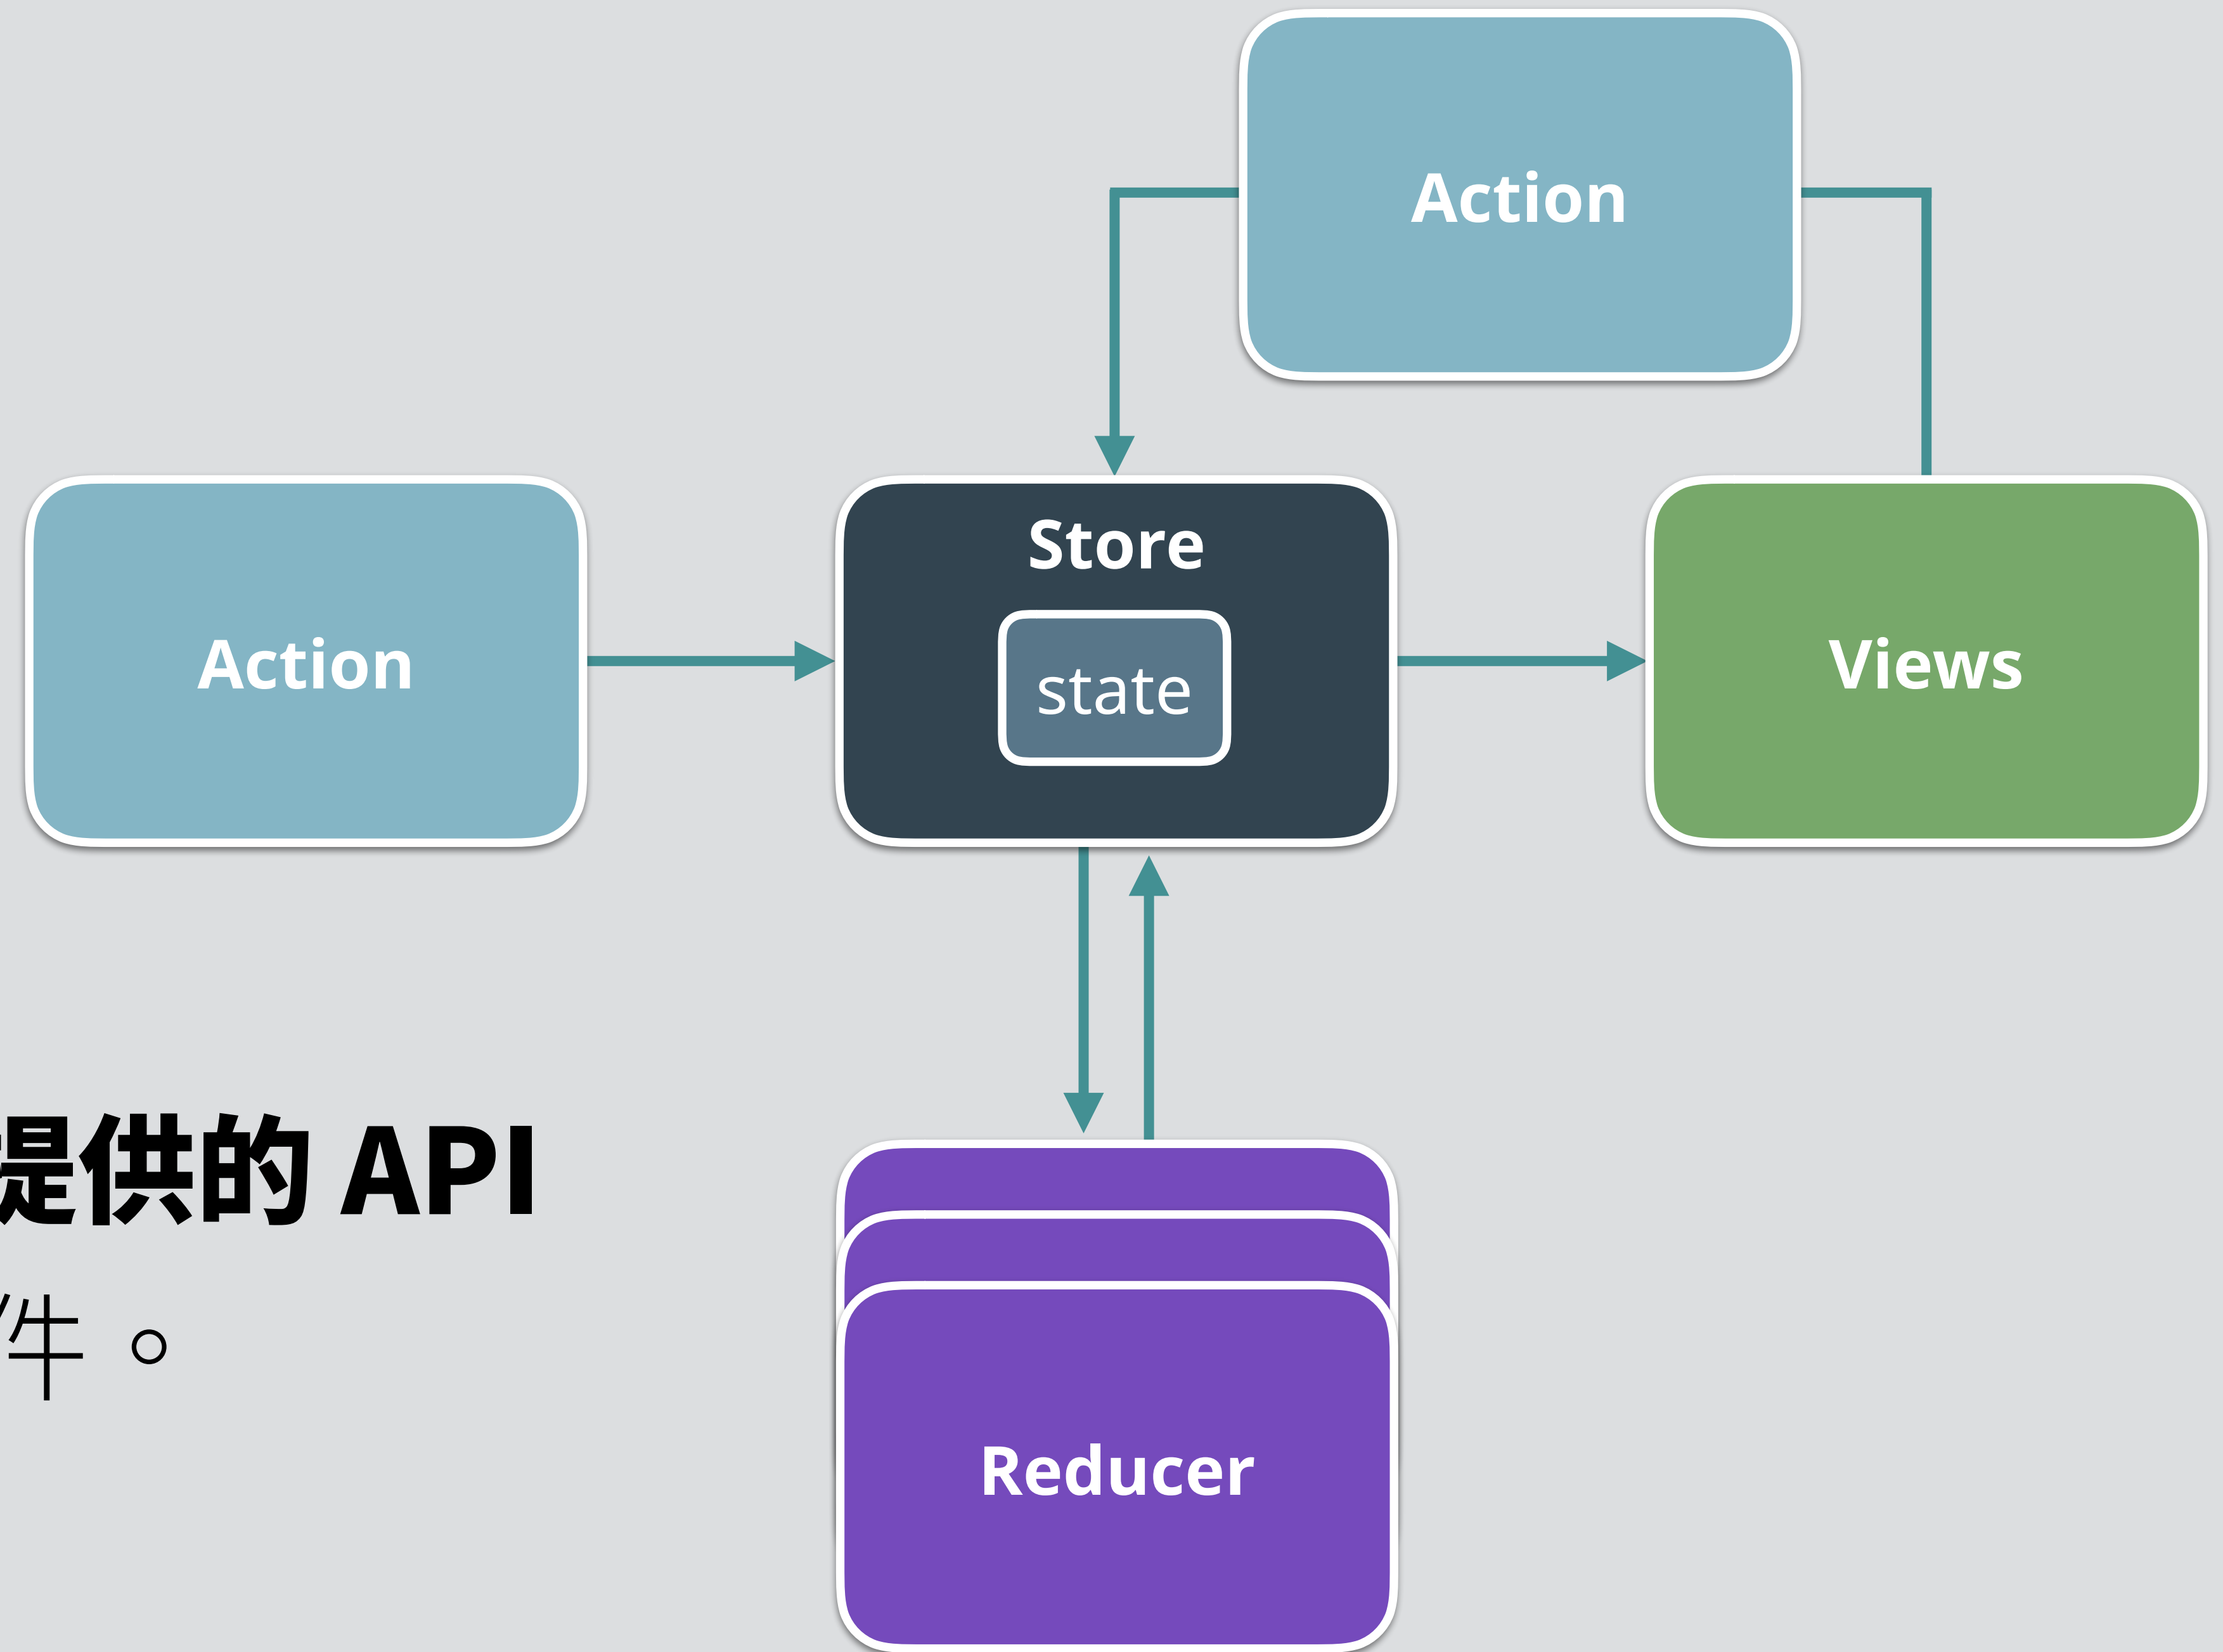 Action
Action
Store
state
Views
提供的 API
件。
Reducer